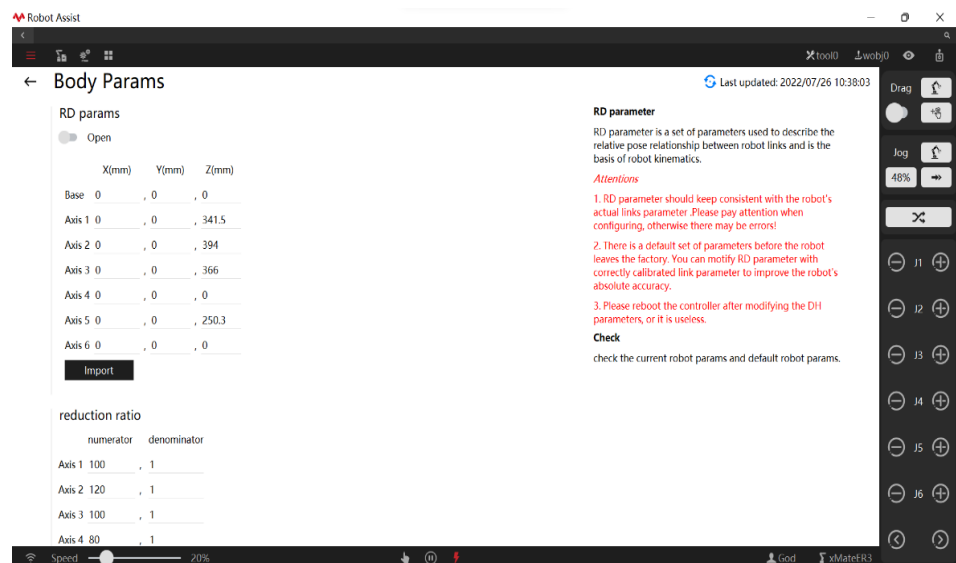 Robot Assist
tool0 wobj0
Body Params
Last updated: 2022/07/26 10:38:03
RD params
Open
X(mm) Y(mm) Z(mm)
Base 0 , 0 , 0
Axis 1 0 , 0 , 341.5
Axis 2 0 , 0 , 394
Axis 3 0 , 0 , 366
Axis 4 0 , 0 , 0
Axis 5 0 , 0 , 250.3
Axis 6 0 , 0 , 0
Import
reduction ratio
numerator denominator
Axis 1 100 , 1
Axis 2 120 , 1
Axis 3 100 , 1
Axis 4 80 , 1
RD parameter
RD parameter is a set of parameters used to describe the
relative pose relationship between robot links and is the
basis of robot kinematics.
Attentions
1. RD parameter should keep consistent with the robot's
actual links parameter .Please pay attention when
configuring, otherwise there may be errors!
2. There is a default set of parameters before the robot
leaves the factory. You can motify RD parameter with
correctly calibrated link parameter to improve the robot's
absolute accuracy.
3. Please reboot the controller after modifying the DH
parameters, or it is useless.
Check
check the current robot params and default robot params.
Drag
Jog
48%
J1
J2
J3
J4
J5
J6
Speed 20%
God xMateER3